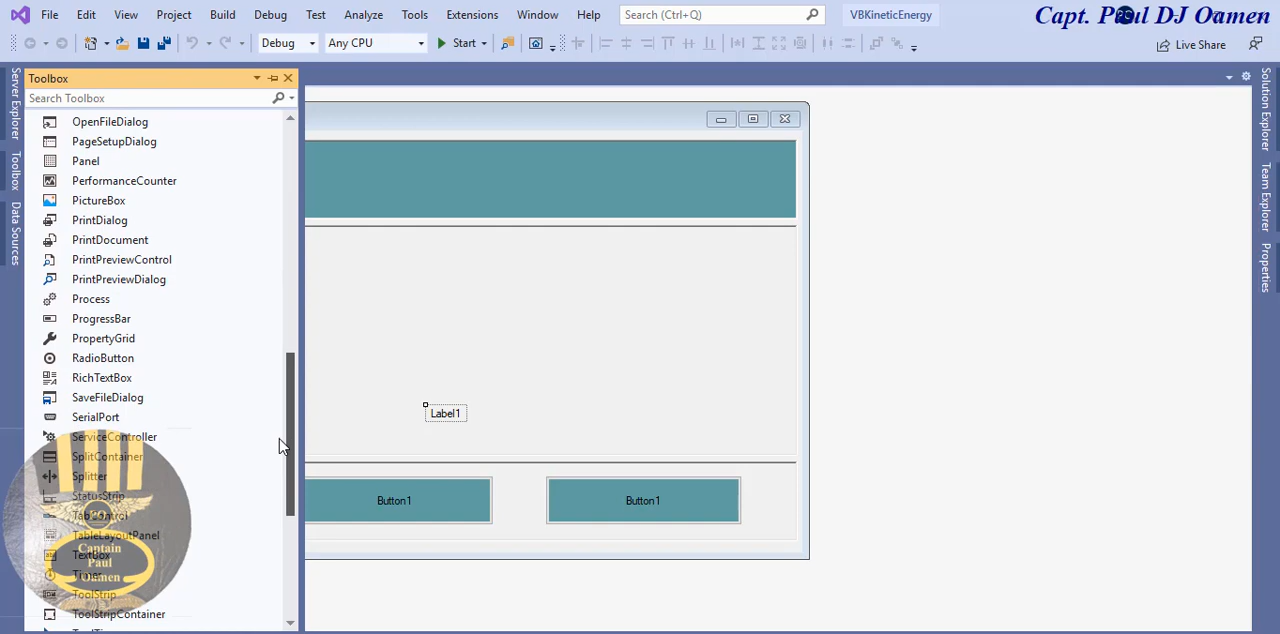 File Edit View Project Build Debug Test Analyze Tools Extensions Window Help Search (Ctrl+Q) VBKineticEnergy
Capt. Paul DJ Oamen
Debug Any CPU Start Live Share
Toolbox
Search Toolbox
OpenFileDialog
PageSetupDialog
Panel
PerformanceCounter
PictureBox
PrintDialog
PrintDocument
PrintPreviewControl
PrintPreviewDialog
Process
ProgressBar
PropertyGrid
RadioButton
RichTextBox
SaveFileDialog
SerialPort
ServiceController
SplitContainer
Splitter
StatusStrip
TabControl
TableLayoutPanel
TextBox
Timer
ToolStrip
ToolStripContainer
Server Explorer
Toolbox
Data Sources
Label1
Button1
Button1
Solution Explorer
Team Explorer
Properties
Captain
Paul
Oamen